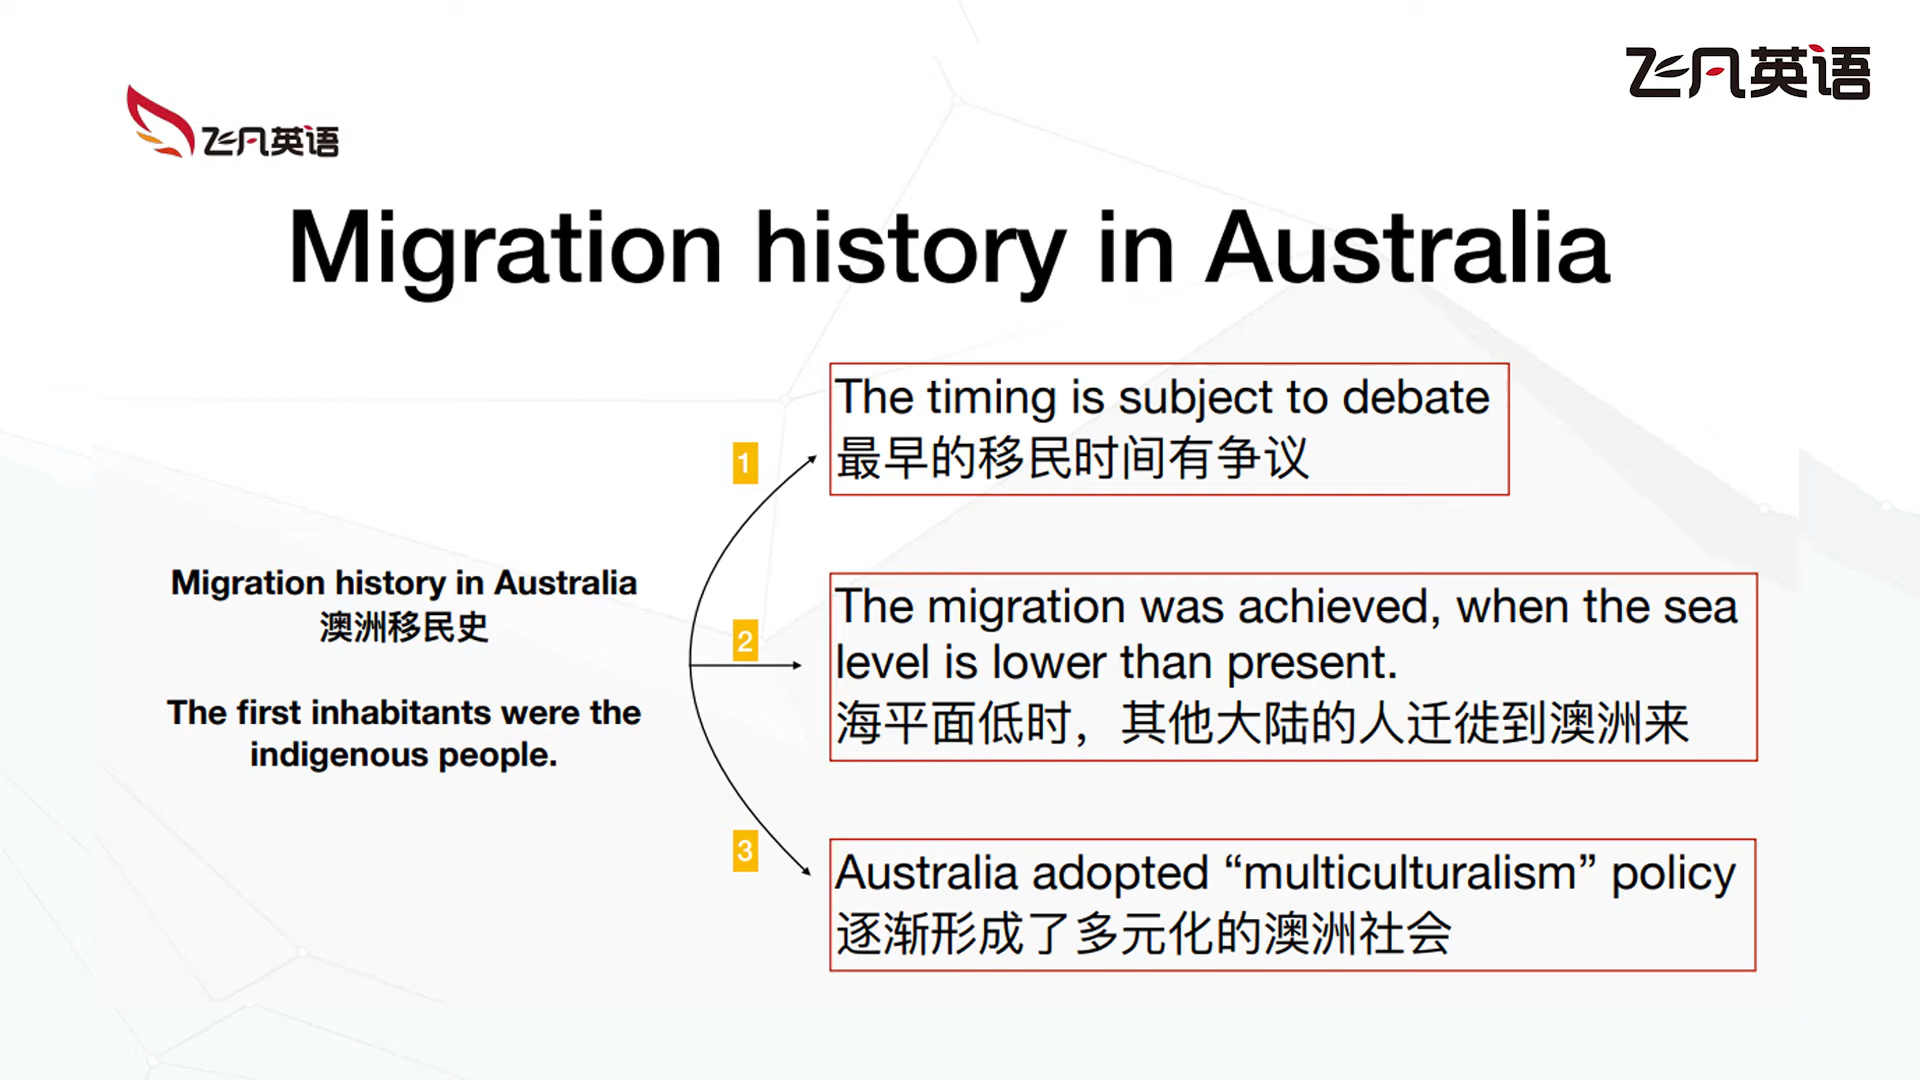 飞凡英语
飞凡英语
Migration history in Australia
Migration history in Australia
澳洲移民史
The first inhabitants were the
indigenous people.
1
The timing is subject to debate
最早的移民时间有争议
2
The migration was achieved, when the sea
level is lower than present.
海平面低时，其他大陆的人迁徙到澳洲来
3
Australia adopted “multiculturalism” policy
逐渐形成了多元化的澳洲社会